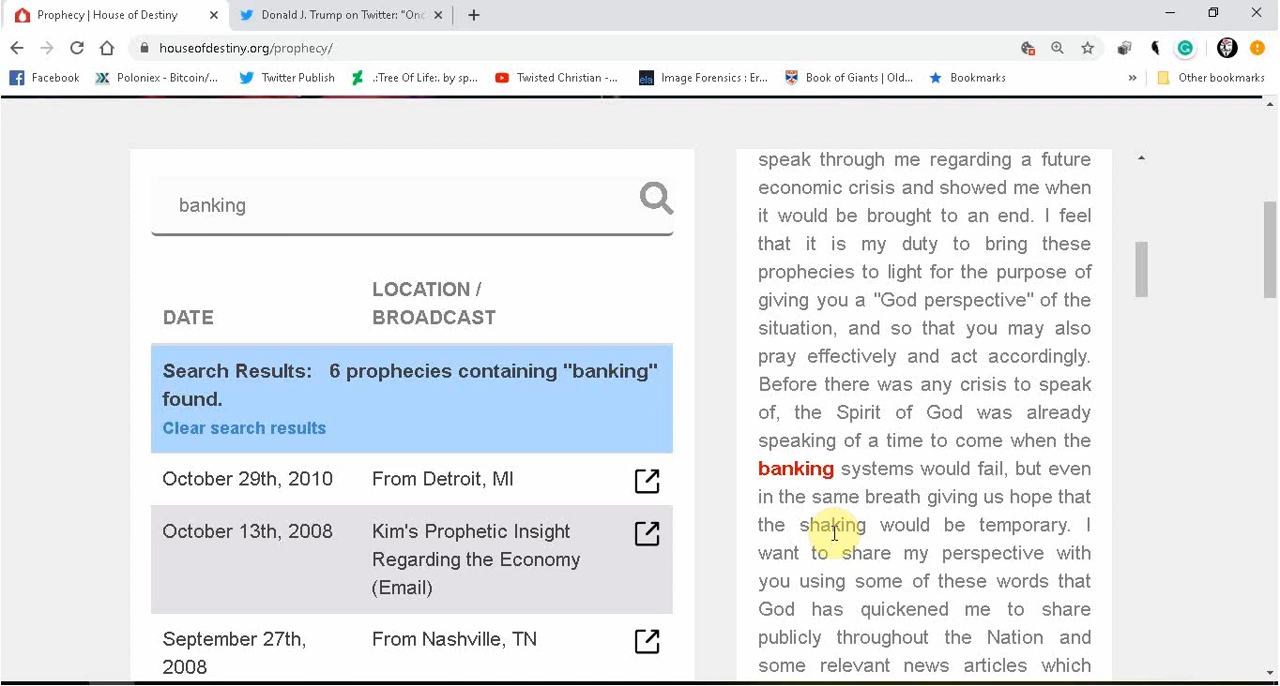 Prophecy | House of Destiny
Donald J. Trump on Twitter: "Onc
houseofdestiny.org/prophecy/
Facebook
Poloniex - Bitcoin/...
Twitter Publish
.:Tree Of Life:. by sp...
Twisted Christian -...
Image Forensics : Er...
Book of Giants | Old...
Bookmarks
Other bookmarks
banking
DATE
LOCATION /
BROADCAST
Search Results: 6 prophecies containing "banking"
found.
Clear search results
October 29th, 2010 From Detroit, MI
October 13th, 2008 Kim's Prophetic Insight
Regarding the Economy
(Email)
September 27th, From Nashville, TN
2008
speak through me regarding a future
economic crisis and showed me when
it would be brought to an end. I feel
that it is my duty to bring these
prophecies to light for the purpose of
giving you a "God perspective" of the
situation, and so that you may also
pray effectively and act accordingly.
Before there was any crisis to speak
of, the Spirit of God was already
speaking of a time to come when the
banking systems would fail, but even
in the same breath giving us hope that
the shaking would be temporary. I
want to share my perspective with
you using some of these words that
God has quickened me to share
publicly throughout the Nation and
some relevant news articles which